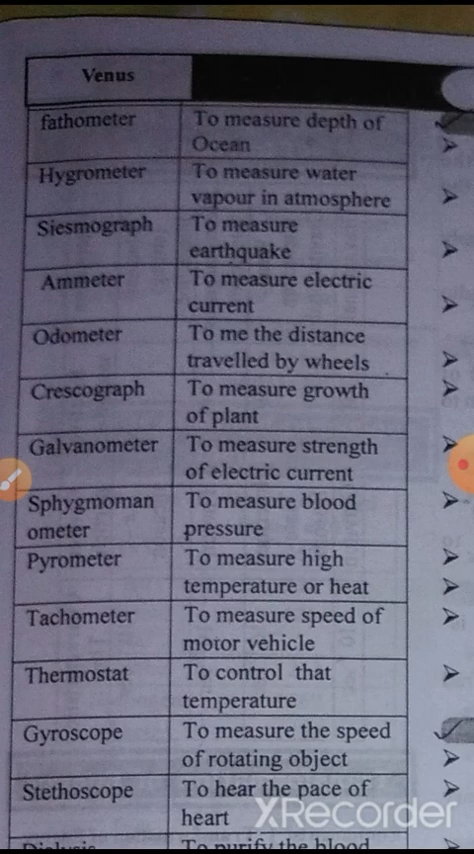 Venus
fathometer To measure depth of
Ocean
Hygrometer To measure water
vapour in atmosphere
Siesmograph To measure
earthquake
Ammeter To measure electric
current
Odometer To me the distance
travelled by wheels
Crescograph To measure growth
of plant
Galvanometer To measure strength
of electric current
Sphygmoman To measure blood
ometer pressure
Pyrometer To measure high
temperature or heat
Tachometer To measure speed of
motor vehicle
Thermostat To control that
temperature
Gyroscope To measure the speed
of rotating object
Stethoscope To hear the pace of
heart
XRecorder
Dialysis To purify the blood